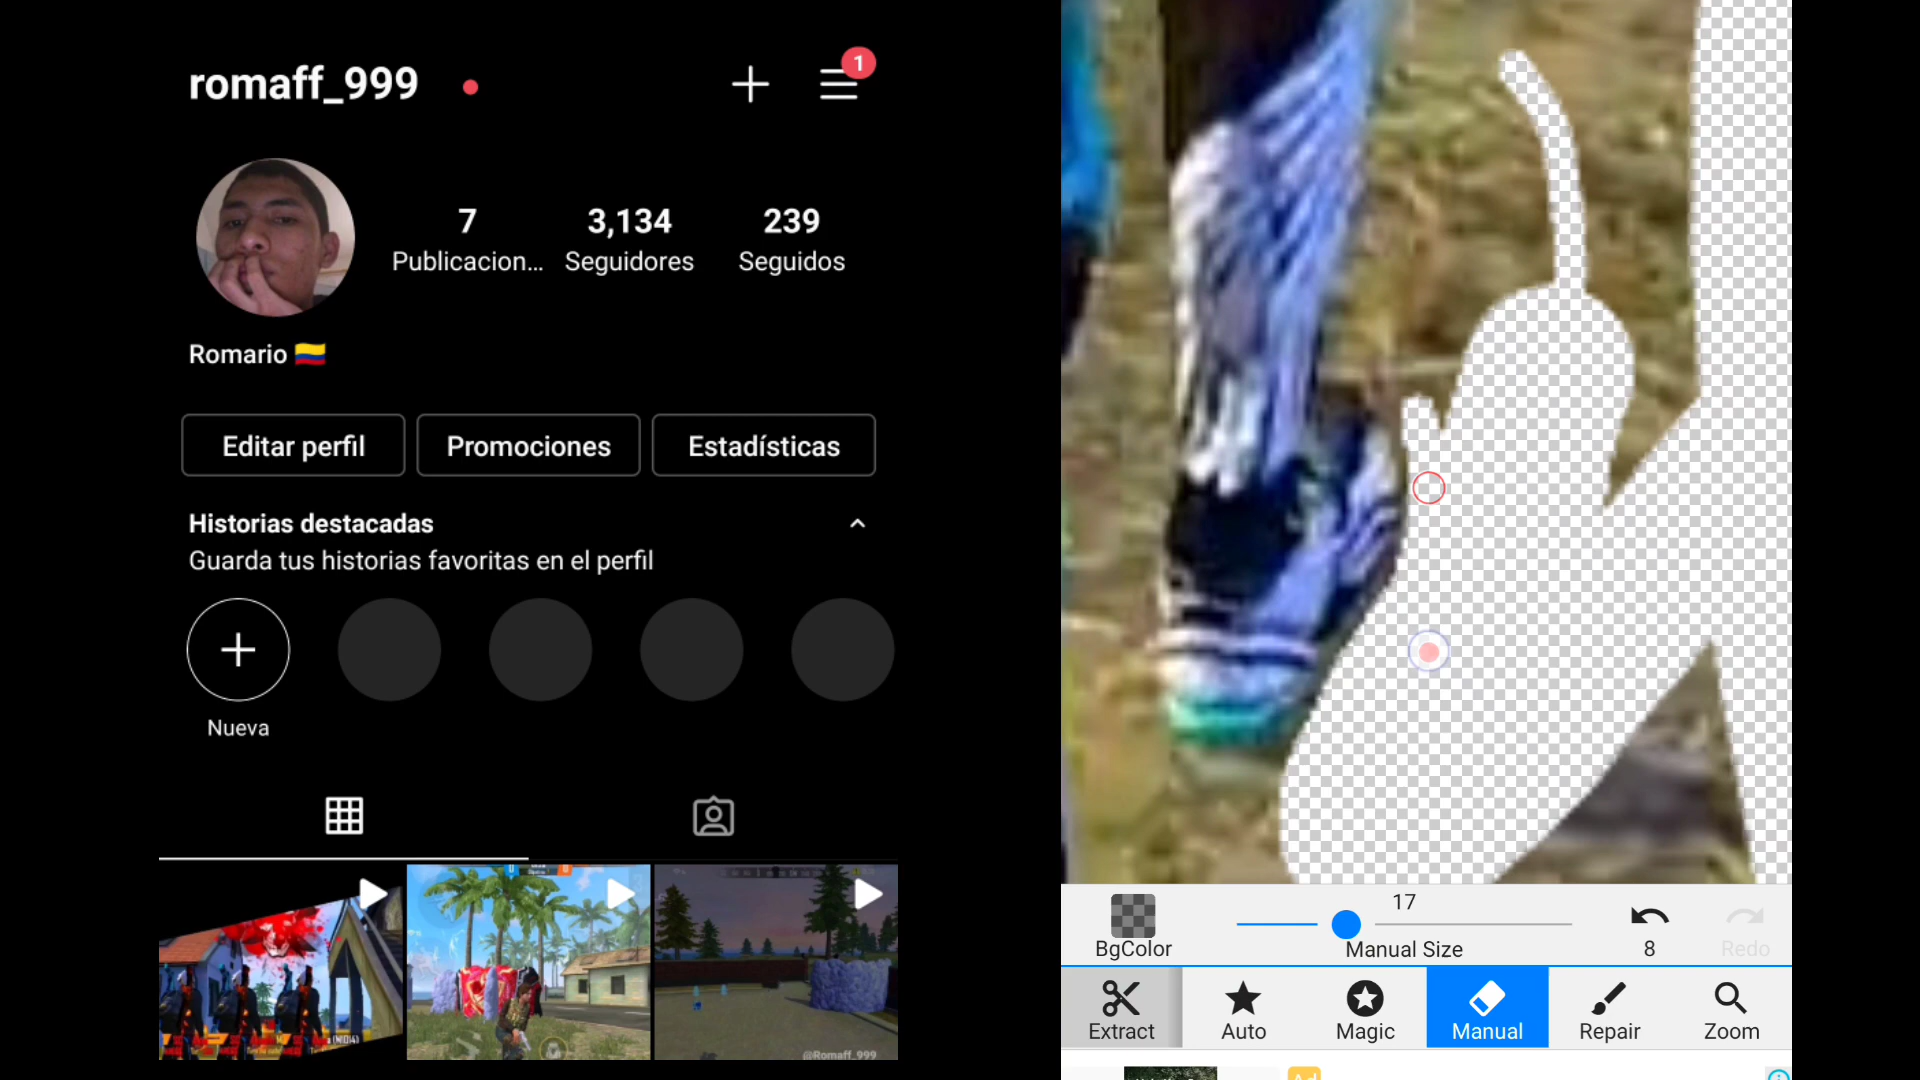 romaff_999
1
7
3,134
239
Publicacion...
Seguidores
Seguidos
Romario
Editar perfil
Promociones
Estadísticas
Historias destacadas
Guarda tus historias favoritas en el perfil
Nueva
@Romaff_999
17
BgColor
Manual Size
8
Redo
Extract
Auto
Magic
Manual
Repair
Zoom
Ad